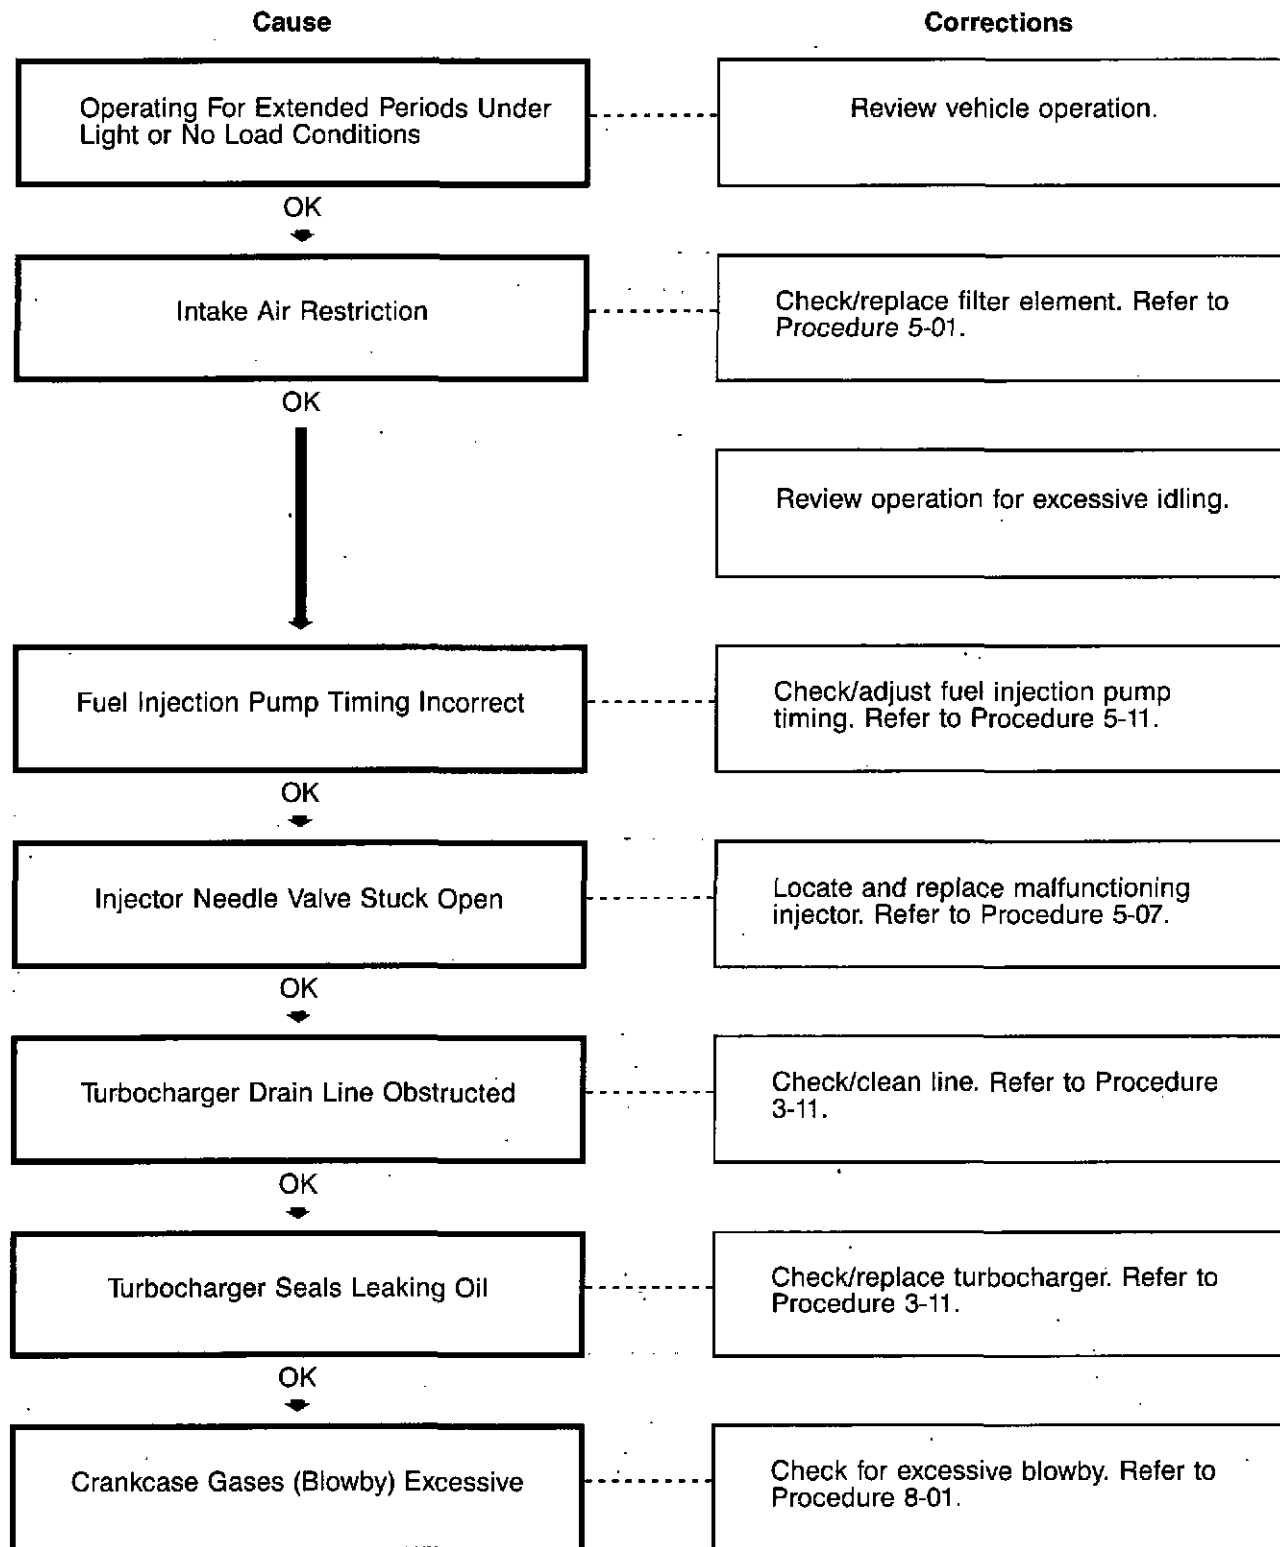 Cause
Corrections
Operating For Extended Periods Under
Light or No Load Conditions
Review vehicle operation.
OK
Intake Air Restriction
Check/replace filter element. Refer to
Procedure 5-01.
OK
Review operation for excessive idling.
Fuel Injection Pump Timing Incorrect
Check/adjust fuel injection pump
timing. Refer to Procedure 5-11.
OK
Injector Needle Valve Stuck Open
Locate and replace malfunctioning
injector. Refer to Procedure 5-07.
OK
Turbocharger Drain Line Obstructed
Check/clean line. Refer to Procedure
3-11.
OK
Turbocharger Seals Leaking Oil
Check/replace turbocharger. Refer to
Procedure 3-11.
OK
Crankcase Gases (Blowby) Excessive
Check for excessive blowby. Refer to
Procedure 8-01.